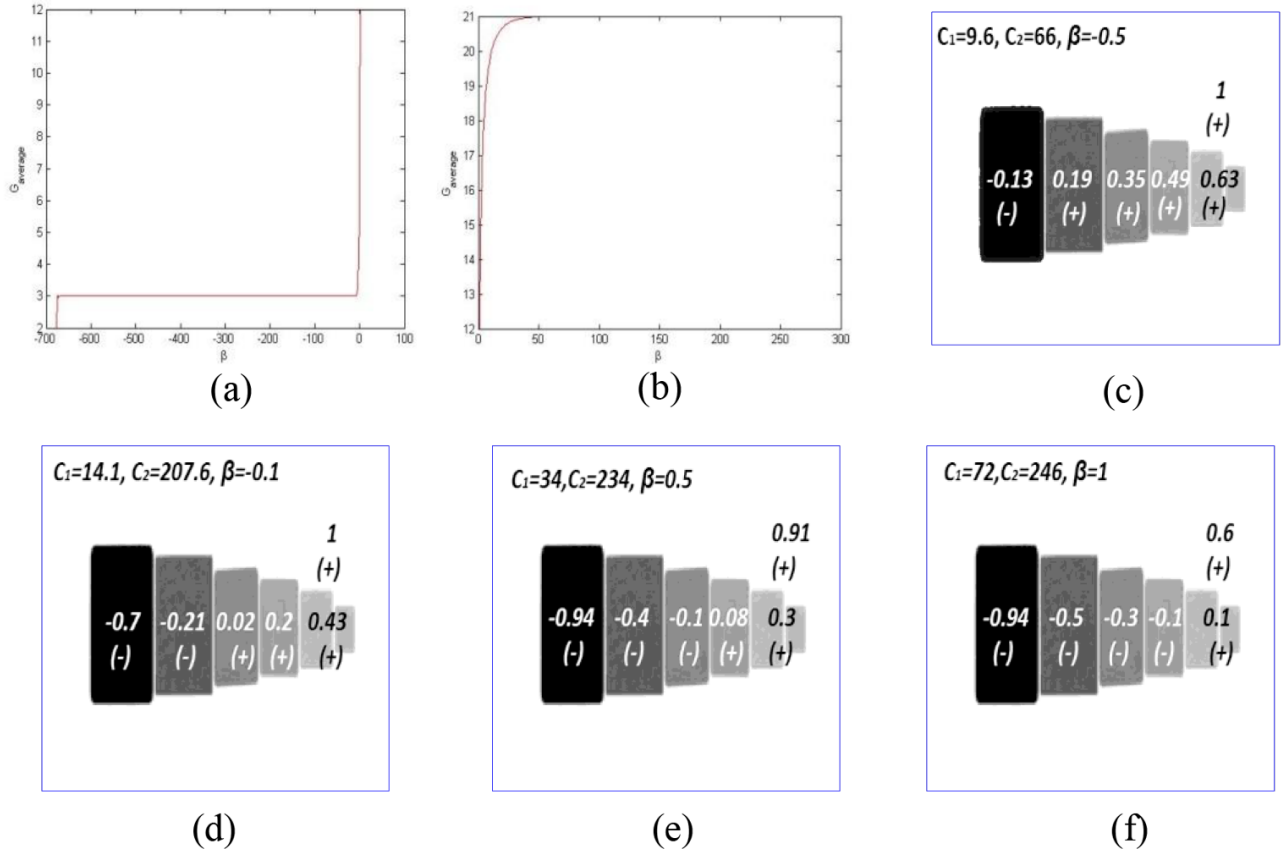 12
11
10
9
8
7
6
5
4
3
2
G average
-700 -600 -500 -400 -300 -200 -100 0 100
β
(a)
21
20
19
18
17
16
15
14
13
12
G average
0 50 100 150 200 250 300
β
(b)
C₁=9.6, C₂=66, β=-0.5
1
(+)
-0.13 0.19 0.35 0.49 0.63
(-) (+) (+) (+) (+)
(c)
C₁=14.1, C₂=207.6, β=-0.1
1
(+)
-0.7 -0.21 0.02 0.2 0.43
(-) (-) (+) (+) (+)
(d)
C₁=34,C₂=234, β=0.5
0.91
(+)
-0.94 -0.4 -0.1 0.08 0.3
(-) (-) (-) (+) (+)
(e)
C₁=72,C₂=246, β=1
0.6
(+)
-0.94 -0.5 -0.3 -0.1 0.1
(-) (-) (-) (-) (+)
(f)